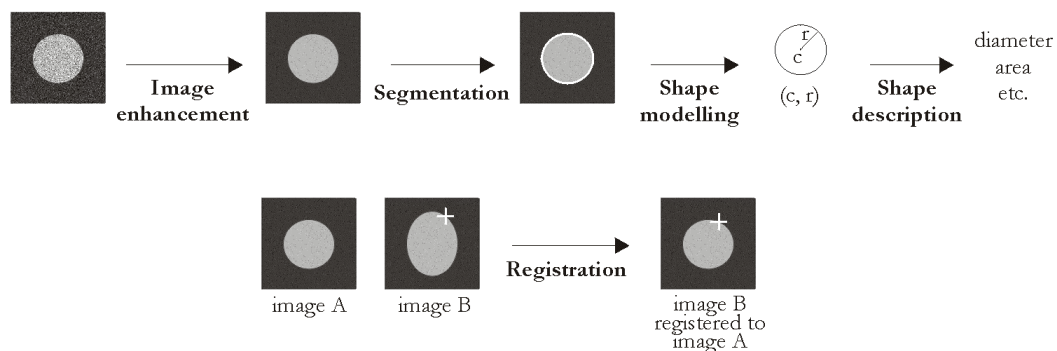 Image
enhancement
Segmentation
Shape
modelling
r
c
(c, r)
Shape
description
diameter
area
etc.
image A
image B
Registration
image B
registered to
image A